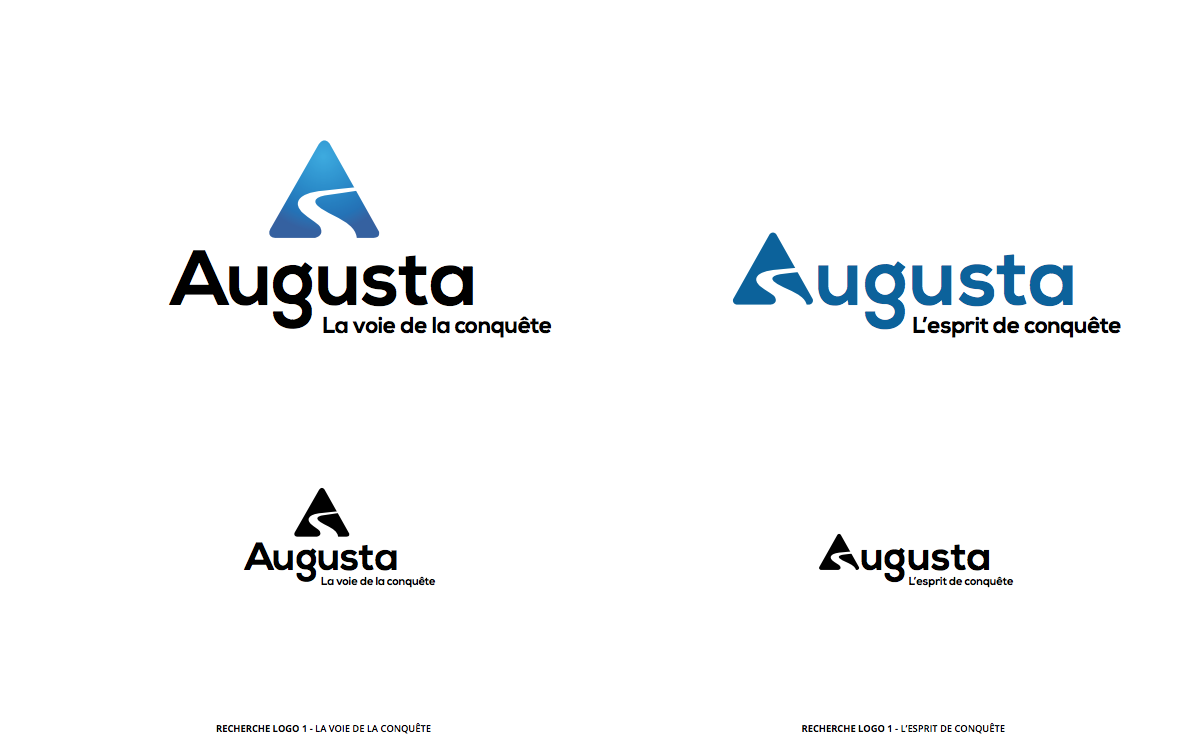 Augusta
La voie de la conquête
Augusta
L'esprit de conquête
Augusta
La voie de la conquête
Augusta
L'esprit de conquête
RECHERCHE LOGO 1 - LA VOIE DE LA CONQUÊTE
RECHERCHE LOGO 1 - L'ESPRIT DE CONQUÊTE